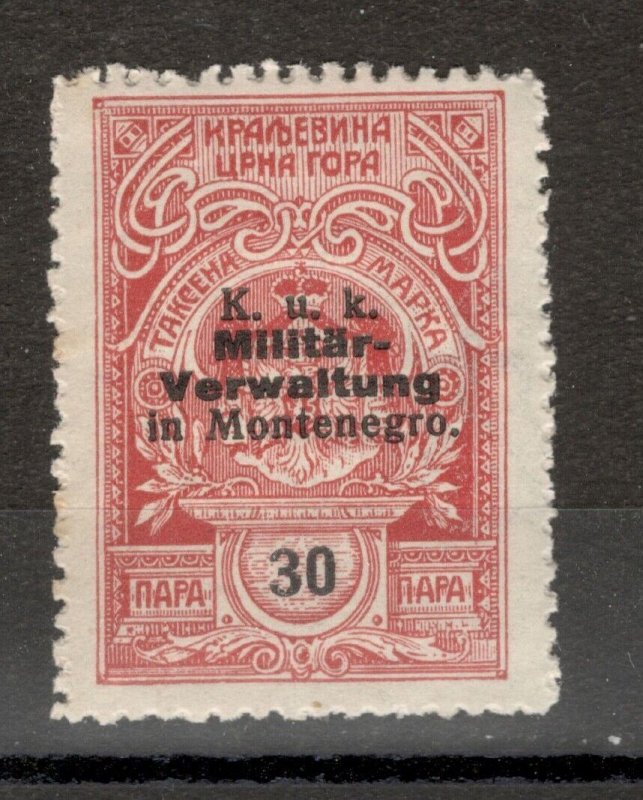 КРАЉЕВИНА
ЦРНА ГОРА
ТАКСЕНА МАРКА
K. u. k.
Militär-
Verwaltung
in Montenegro.
30
ПАРА ПАРА